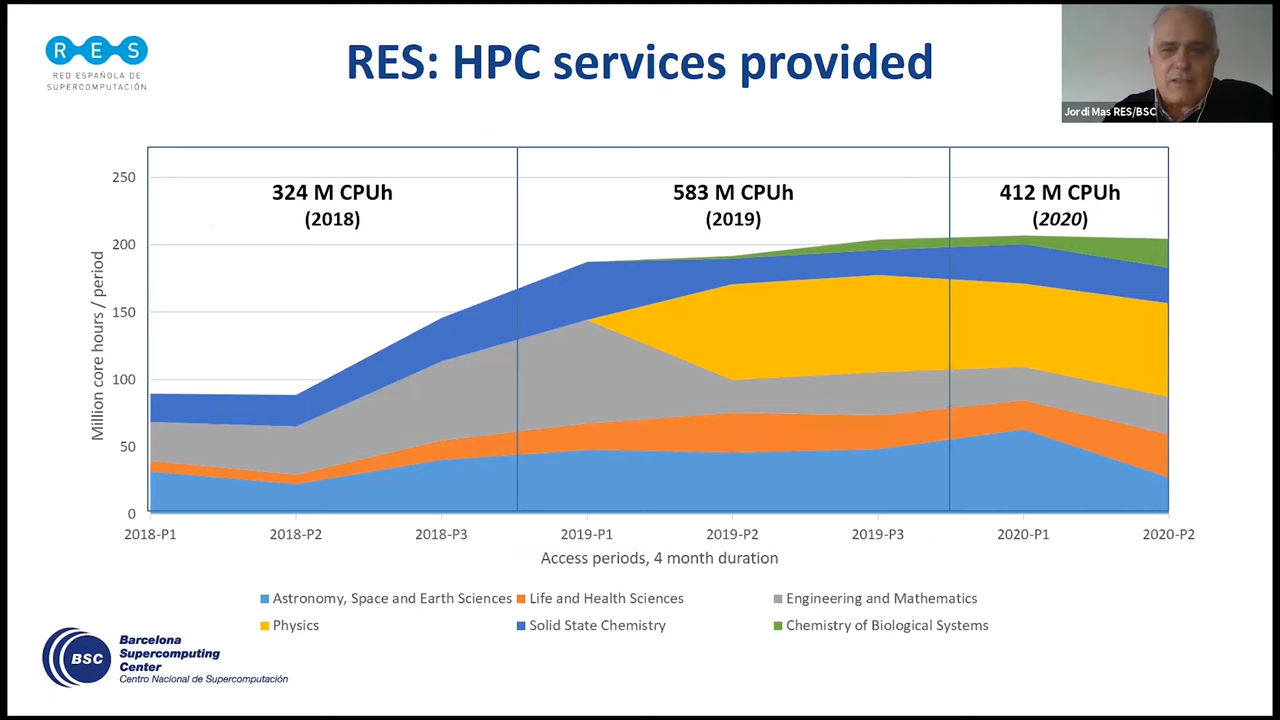 RES
RED ESPAÑOLA DE
SUPERCOMPUTACIÓN
RES: HPC services provided
Jordi Mas RES/BSC
324 M CPUh
(2018)
583 M CPUh
(2019)
412 M CPUh
(2020)
Million core hours / period
250
200
150
100
50
0
2018-P1 2018-P2 2018-P3 2019-P1 2019-P2 2019-P3 2020-P1 2020-P2
Access periods, 4 month duration
Astronomy, Space and Earth Sciences Life and Health Sciences Engineering and Mathematics
Physics Solid State Chemistry Chemistry of Biological Systems
BSC
Barcelona
Supercomputing
Center
Centro Nacional de Supercomputación